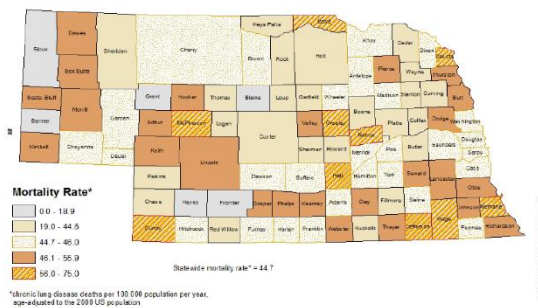 Keya Paha
Boyd
Sioux
Dawes
Sheridan
Cherry
Brown
Rock
Holt
Knox
Cedar
Dixon
Dakota
Box Butte
Antelope
Pierce
Wayne
Thurston
Scotts Bluff
Morrill
Garden
Grant
Hooker
Thomas
Blaine
Loup
Garfield
Wheeler
Madison
Stanton
Cuming
Burt
Banner
Arthur
McPherson
Logan
Custer
Valley
Greeley
Boone
Platte
Colfax
Dodge
Washington
Kimball
Cheyenne
Deuel
Keith
Lincoln
Sherman
Howard
Nance
Merrick
Polk
Butler
Saunders
Douglas
Sarpy
Perkins
Dawson
Buffalo
Hall
Hamilton
York
Seward
Lancaster
Cass
Otoe
Chase
Hayes
Frontier
Gosper
Phelps
Kearney
Adams
Clay
Fillmore
Saline
Johnson
Nemaha
Dundy
Hitchcock
Red Willow
Furnas
Harlan
Franklin
Webster
Nuckolls
Thayer
Jefferson
Gage
Pawnee
Richardson
Mortality Rate*
0.0 - 18.9
19.0 - 44.6
44.7 - 46.0
46.1 - 55.9
56.0 - 75.0
Statewide mortality rate* = 44.7
*chronic lung disease deaths per 100,000 population per year,
age-adjusted to the 2000 US population